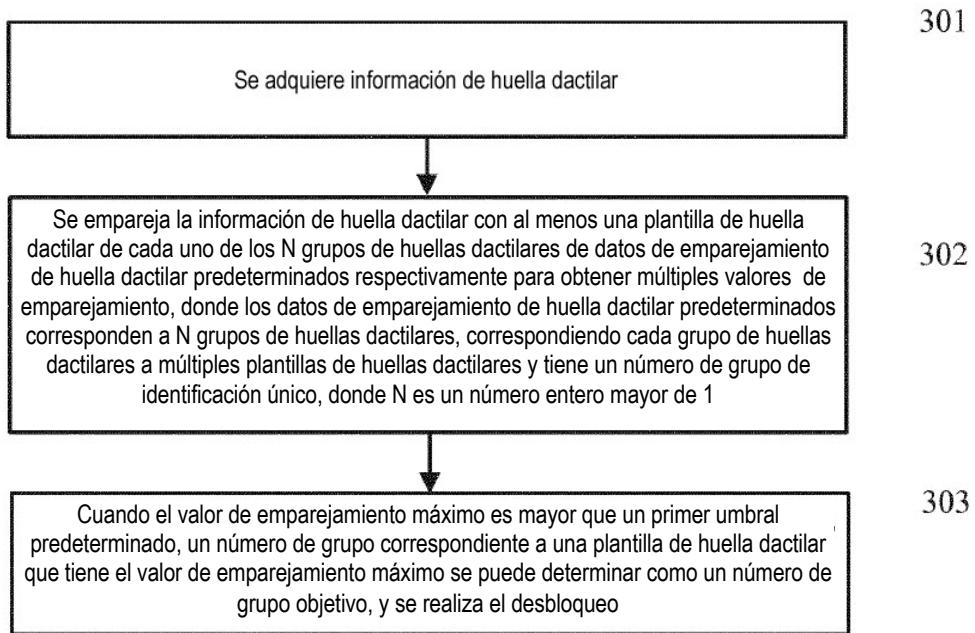 301
Se adquiere información de huella dactilar
Se empareja la información de huella dactilar con al menos una plantilla de huella
dactilar de cada uno de los N grupos de huellas dactilares de datos de emparejamiento
de huella dactilar predeterminados respectivamente para obtener múltiples valores de
emparejamiento, donde los datos de emparejamiento de huella dactilar predeterminados
corresponden a N grupos de huellas dactilares, correspondiendo cada grupo de huellas
dactilares a múltiples plantillas de huellas dactilares y tiene un número de grupo de
identificación único, donde N es un número entero mayor de 1
302
Cuando el valor de emparejamiento máximo es mayor que un primer umbral
predeterminado, un número de grupo correspondiente a una plantilla de huella dactilar
que tiene el valor de emparejamiento máximo se puede determinar como un número de
grupo objetivo, y se realiza el desbloqueo
303